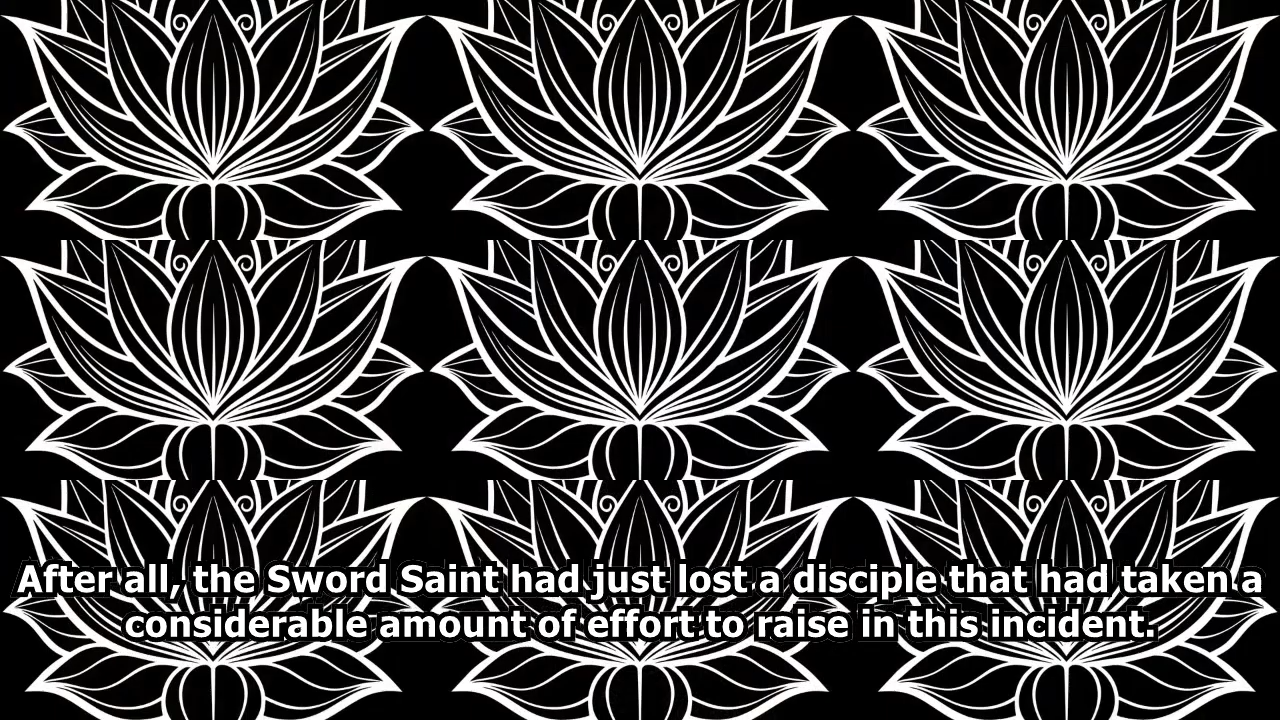 After all, the Sword Saint had just lost a disciple that had taken a
considerable amount of effort to raise in this incident.